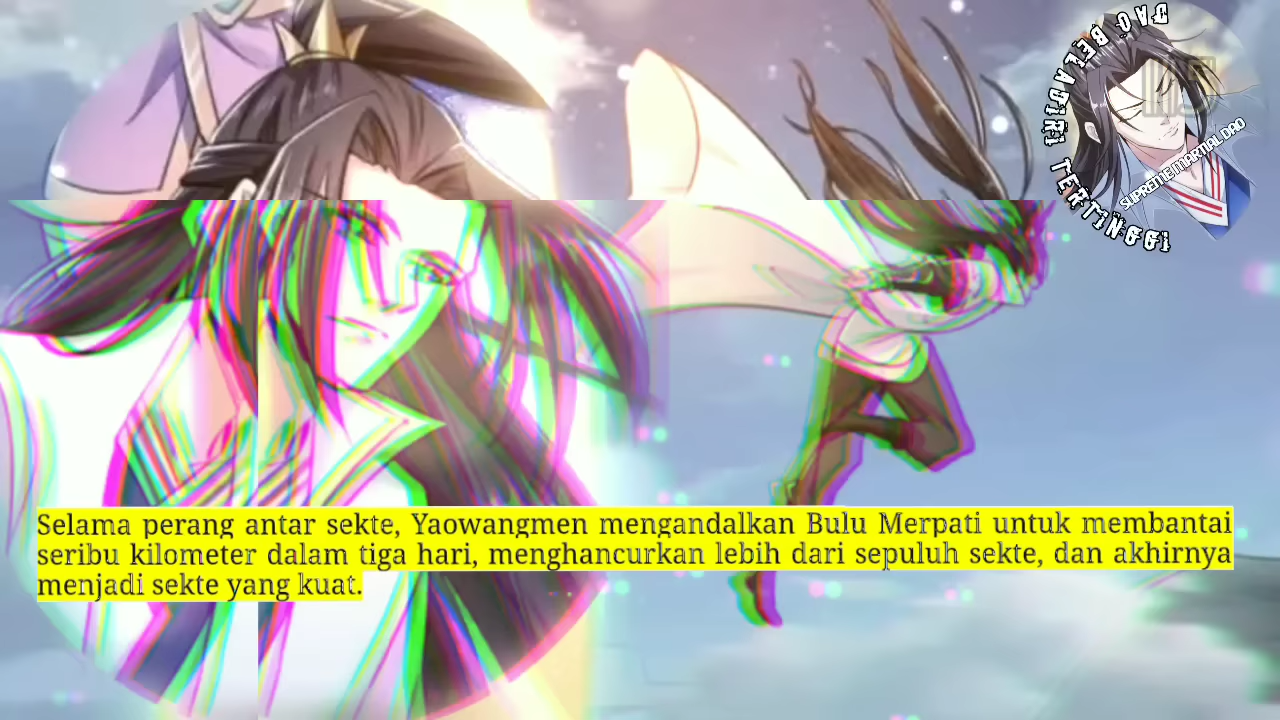 DAO BELADIRI TERTINGGI
SUPREME MARTIAL DAO
Selama perang antar sekte, Yaowangmen mengandalkan Bulu Merpati untuk membantai
seribu kilometer dalam tiga hari, menghancurkan lebih dari sepuluh sekte, dan akhirnya
menjadi sekte yang kuat.